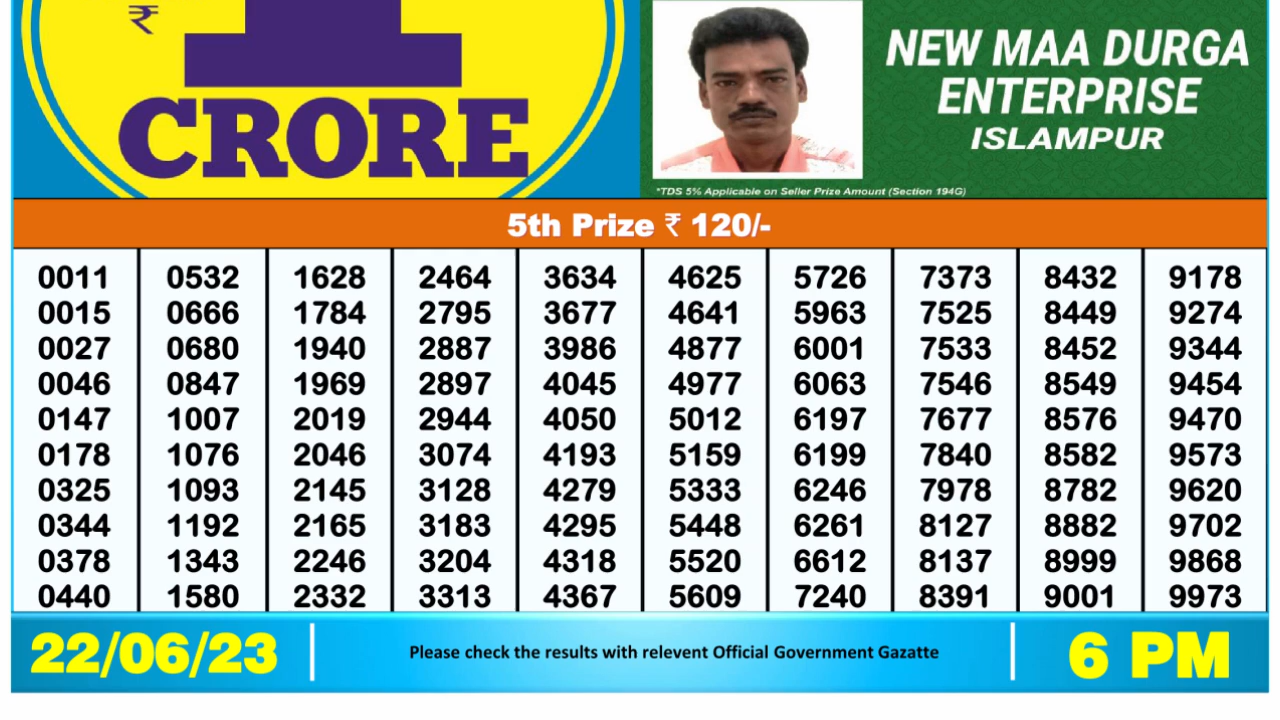 ₹
1
CRORE
NEW MAA DURGA
ENTERPRISE
ISLAMPUR
*TDS 5% Applicable on Seller Prize Amount (Section 194G)
5th Prize ₹ 120/-
0011 0532 1628 2464 3634 4625 5726 7373 8432 9178
0015 0666 1784 2795 3677 4641 5963 7525 8449 9274
0027 0680 1940 2887 3986 4877 6001 7533 8452 9344
0046 0847 1969 2897 4045 4977 6063 7546 8549 9454
0147 1007 2019 2944 4050 5012 6197 7677 8576 9470
0178 1076 2046 3074 4193 5159 6199 7840 8582 9573
0325 1093 2145 3128 4279 5333 6246 7978 8782 9620
0344 1192 2165 3183 4295 5448 6261 8127 8882 9702
0378 1343 2246 3204 4318 5520 6612 8137 8999 9868
0440 1580 2332 3313 4367 5609 7240 8391 9001 9973
22/06/23 Please check the results with relevent Official Government Gazatte 6 PM